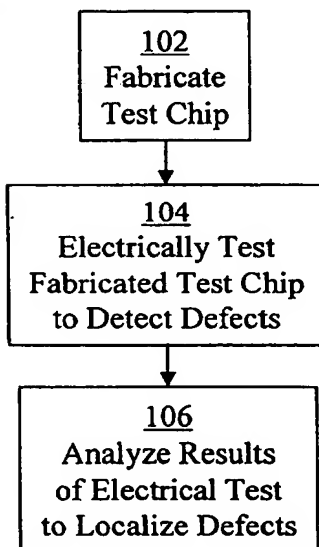 102
Fabricate
Test Chip
104
Electrically Test
Fabricated Test Chip
to Detect Defects
106
Analyze Results
of Electrical Test
to Localize Defects